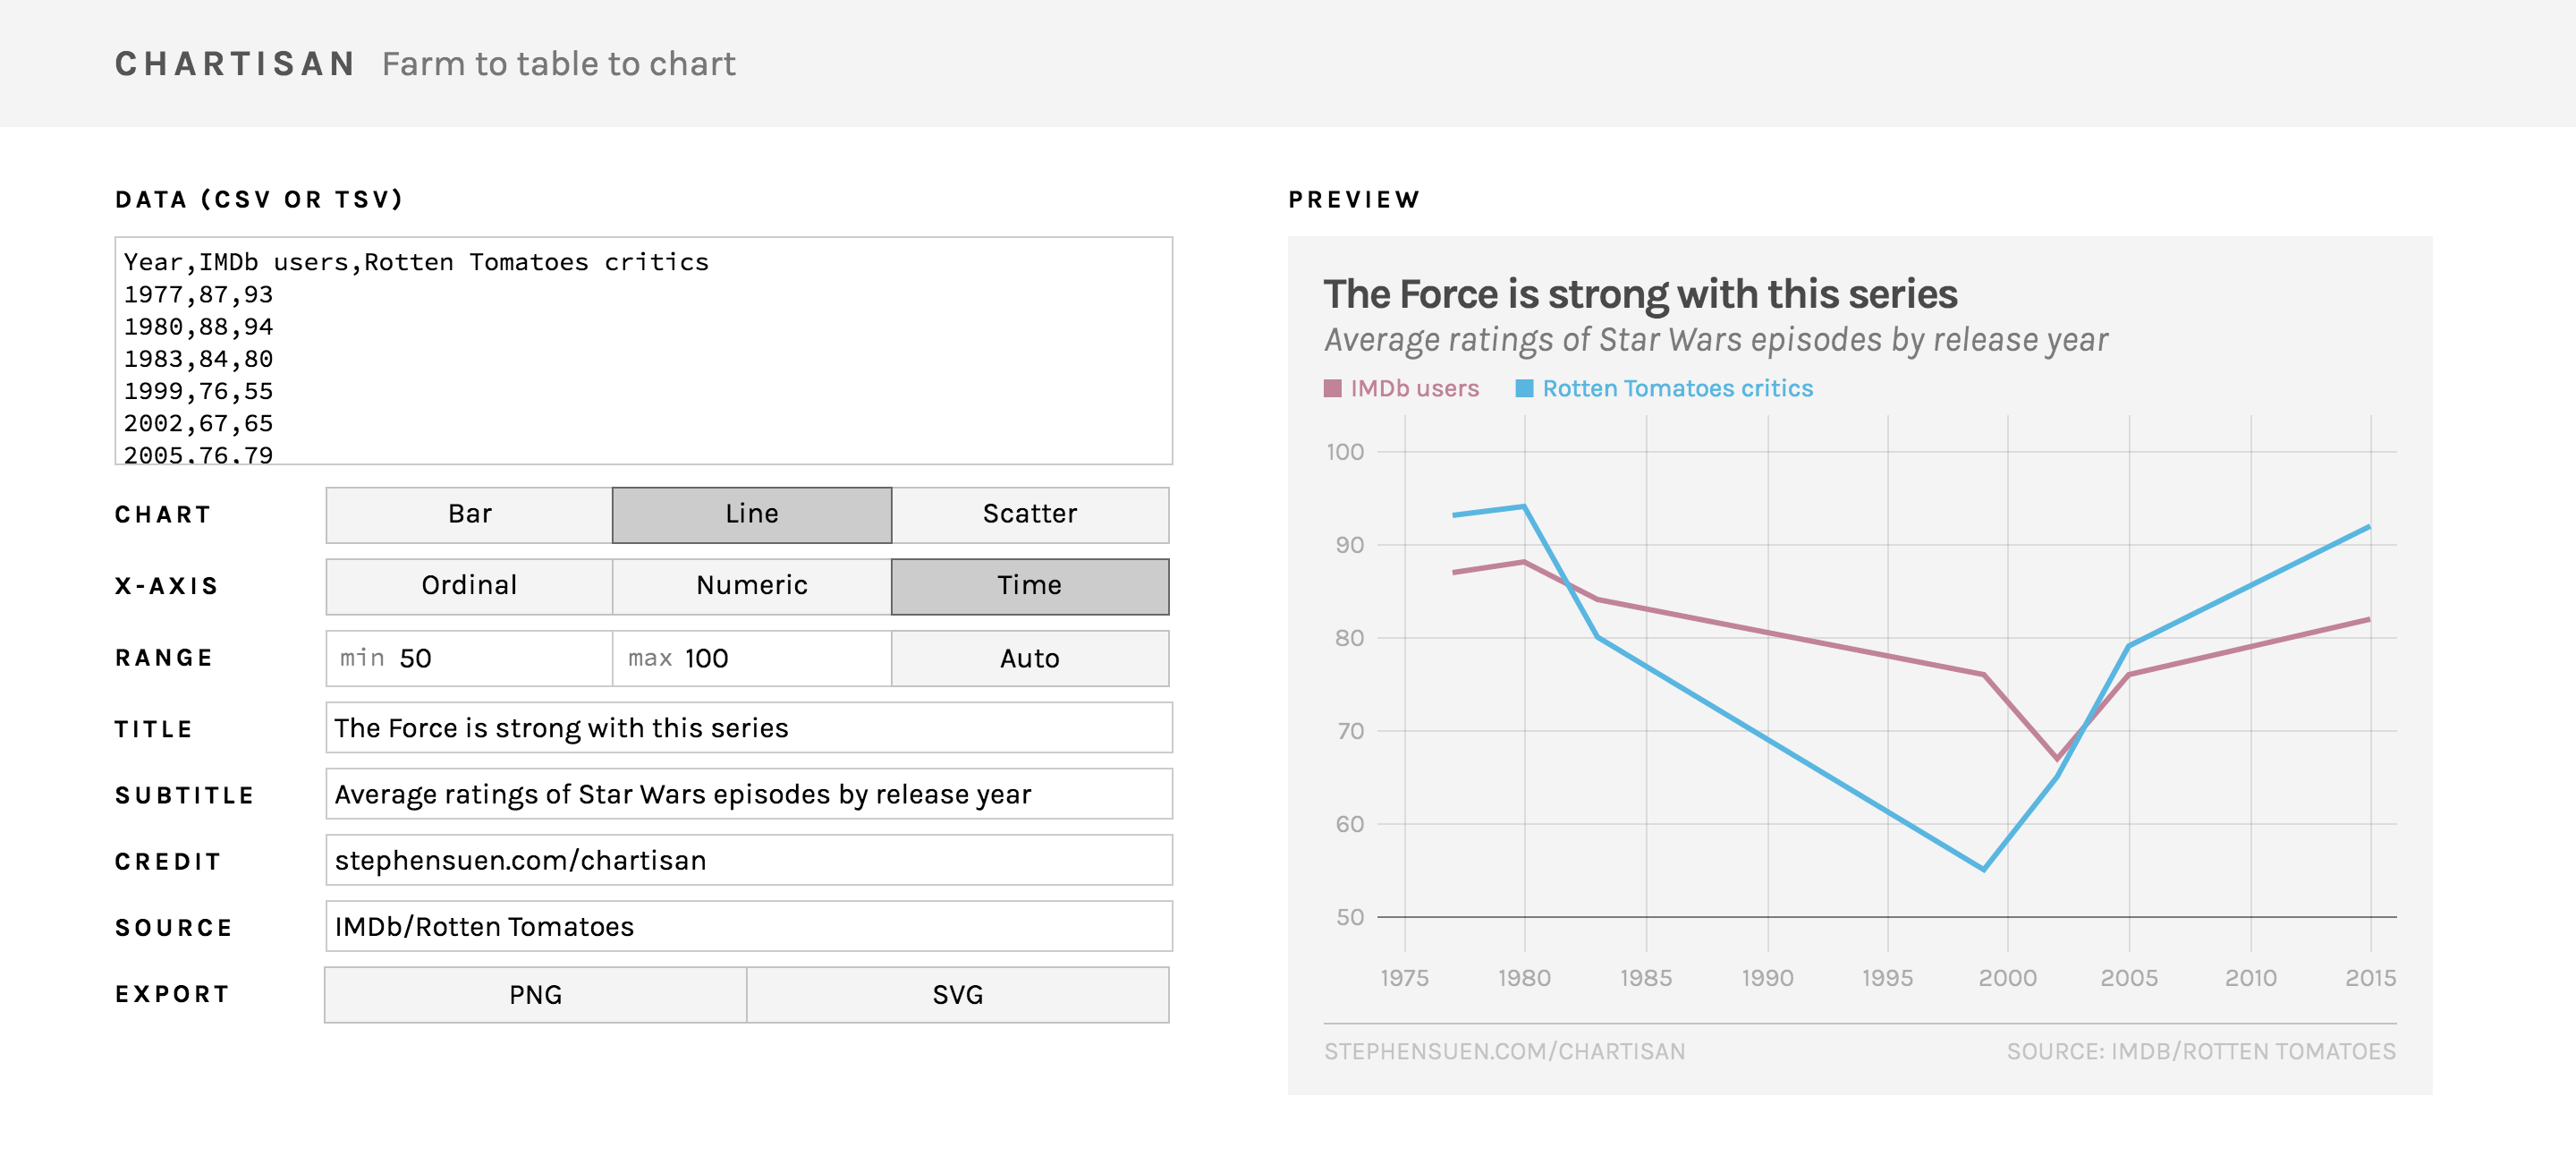 CHARTISAN Farm to table to chart
DATA (CSV OR TSV)
Year,IMDb users,Rotten Tomatoes critics
1977,87,93
1980,88,94
1983,84,80
1999,76,55
2002,67,65
2005,76,79
CHART Bar Line Scatter
X-AXIS Ordinal Numeric Time
RANGE min 50 max 100 Auto
TITLE The Force is strong with this series
SUBTITLE Average ratings of Star Wars episodes by release year
CREDIT stephensuen.com/chartisan
SOURCE IMDb/Rotten Tomatoes
EXPORT PNG SVG
PREVIEW
The Force is strong with this series
Average ratings of Star Wars episodes by release year
IMDb users Rotten Tomatoes critics
100
90
80
70
60
50
1975 1980 1985 1990 1995 2000 2005 2010 2015
STEPHENSUEN.COM/CHARTISAN SOURCE: IMDB/ROTTEN TOMATOES